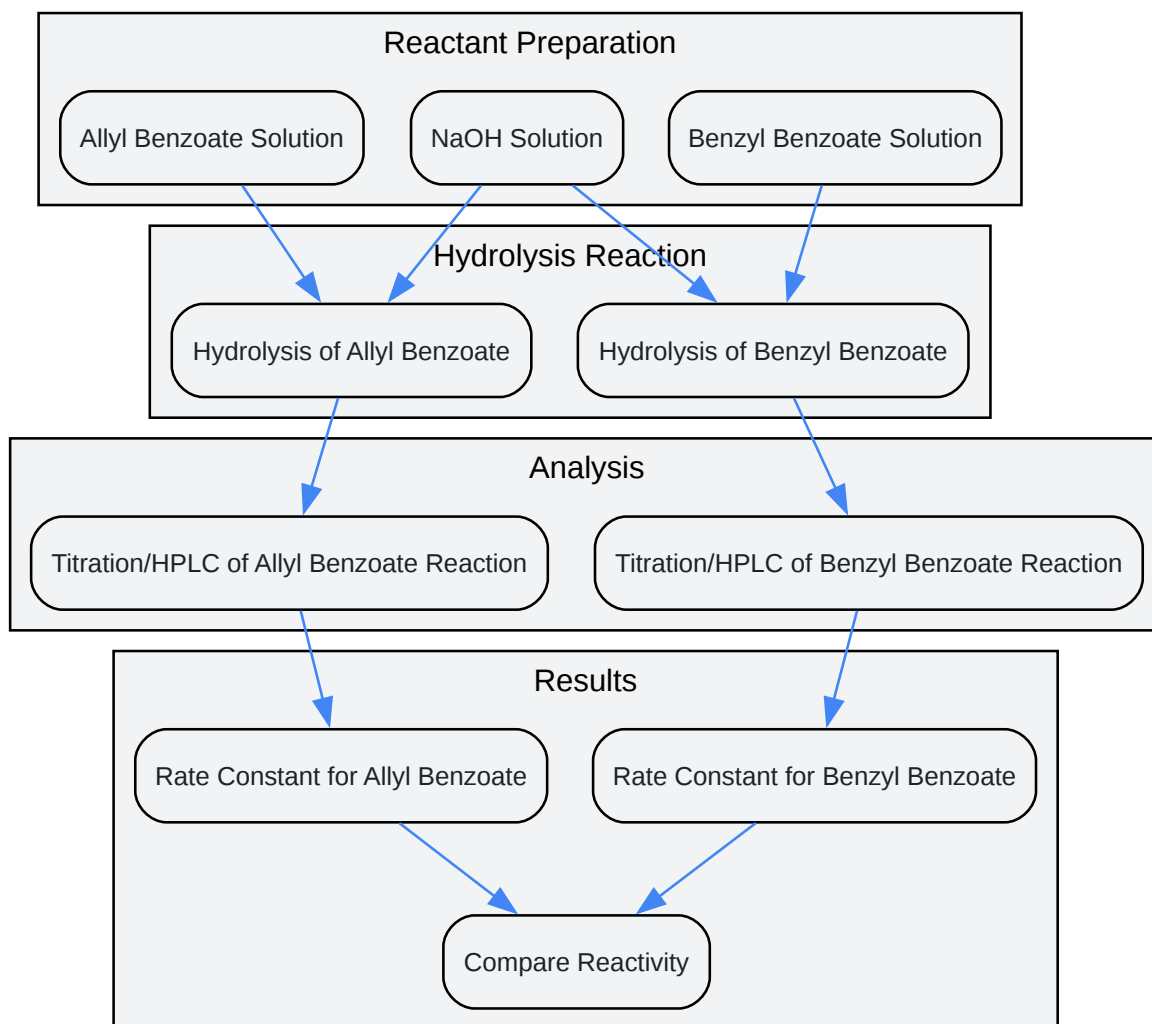 Reactant Preparation
Allyl Benzoate Solution
NaOH Solution
Benzyl Benzoate Solution
Hydrolysis Reaction
Hydrolysis of Allyl Benzoate
Hydrolysis of Benzyl Benzoate
Analysis
Titration/HPLC of Allyl Benzoate Reaction
Titration/HPLC of Benzyl Benzoate Reaction
Results
Rate Constant for Allyl Benzoate
Rate Constant for Benzyl Benzoate
Compare Reactivity